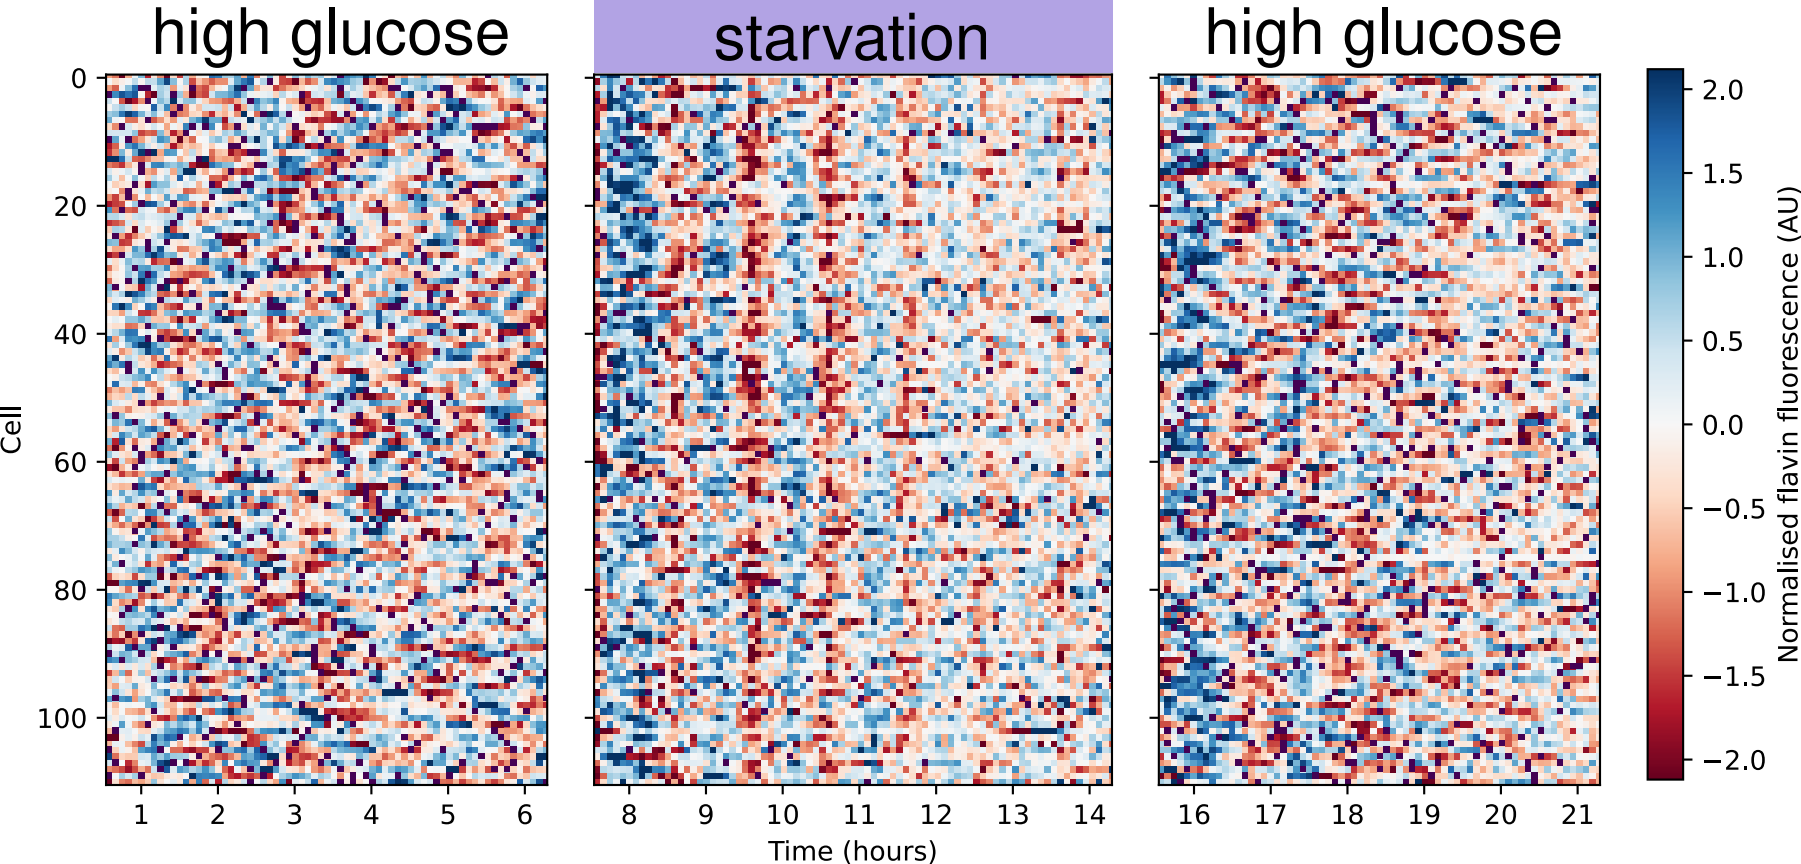 high glucose
starvation
high glucose
0
20
40
60
80
100
Cell
1 2 3 4 5 6
8 9 10 11 12 13 14
16 17 18 19 20 21
Time (hours)
2.0
1.5
1.0
0.5
0.0
−0.5
−1.0
−1.5
−2.0
Normalised flavin fluorescence (AU)